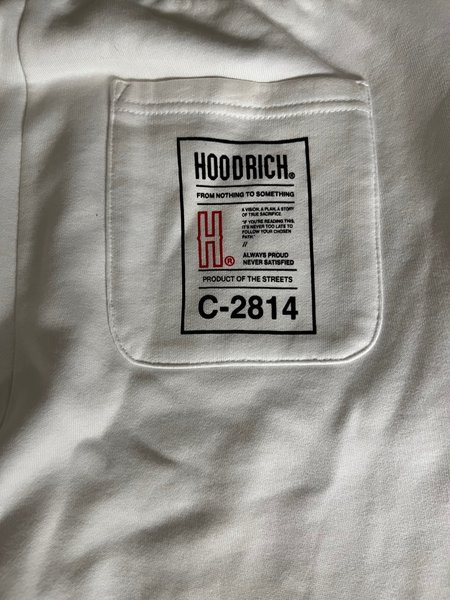 HOODRICH®
FROM NOTHING TO SOMETHING
A VISION, A PLAN, A STORY
OF TRUE SACRIFICE.
"IF YOU'RE READING THIS,
IT'S NEVER TOO LATE TO
FOLLOW YOUR CHOSEN
PATH."
//
H®
ALWAYS PROUD
NEVER SATISFIED
PRODUCT OF THE STREETS
C-2814